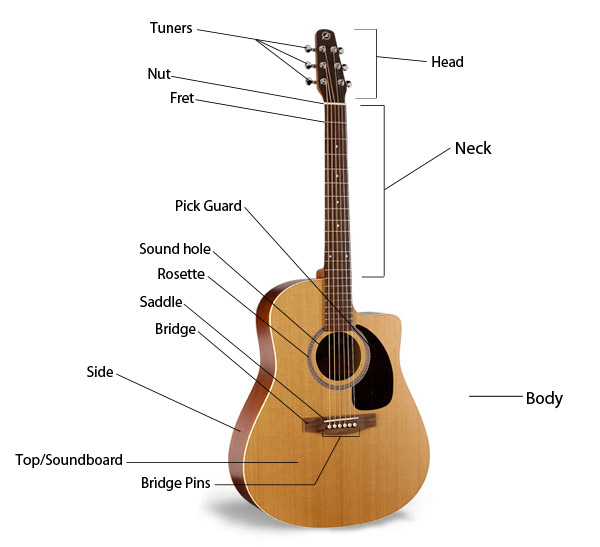 Tuners
Head
Nut
Fret
Neck
Pick Guard
Sound hole
Rosette
Saddle
Bridge
Side
Body
Top/Soundboard
Bridge Pins